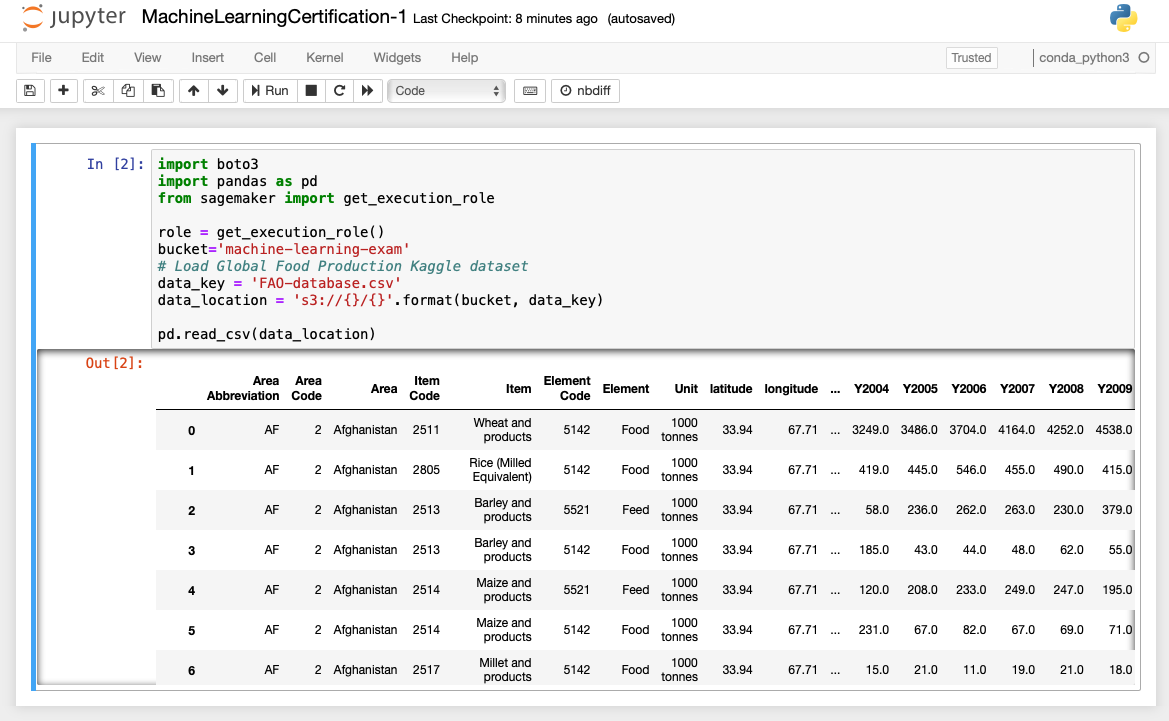 jupyter MachineLearningCertification-1 Last Checkpoint: 8 minutes ago (autosaved)
File Edit View Insert Cell Kernel Widgets Help Trusted conda_python3
Run Code nbdiff
In [2]: import boto3
import pandas as pd
from sagemaker import get_execution_role
role = get_execution_role()
bucket='machine-learning-exam'
# Load Global Food Production Kaggle dataset
data_key = 'FAO-database.csv'
data_location = 's3://{}/{}'.format(bucket, data_key)
pd.read_csv(data_location)
Out[2]:
Area Abbreviation Area Code Area Item Code Item Element Code Element Unit latitude longitude ... Y2004 Y2005 Y2006 Y2007 Y2008 Y2009
0 AF 2 Afghanistan 2511 Wheat and products 5142 Food 1000 tonnes 33.94 67.71 ... 3249.0 3486.0 3704.0 4164.0 4252.0 4538.0
1 AF 2 Afghanistan 2805 Rice (Milled Equivalent) 5142 Food 1000 tonnes 33.94 67.71 ... 419.0 445.0 546.0 455.0 490.0 415.0
2 AF 2 Afghanistan 2513 Barley and products 5521 Feed 1000 tonnes 33.94 67.71 ... 58.0 236.0 262.0 263.0 230.0 379.0
3 AF 2 Afghanistan 2513 Barley and products 5142 Food 1000 tonnes 33.94 67.71 ... 185.0 43.0 44.0 48.0 62.0 55.0
4 AF 2 Afghanistan 2514 Maize and products 5521 Feed 1000 tonnes 33.94 67.71 ... 120.0 208.0 233.0 249.0 247.0 195.0
5 AF 2 Afghanistan 2514 Maize and products 5142 Food 1000 tonnes 33.94 67.71 ... 231.0 67.0 82.0 67.0 69.0 71.0
6 AF 2 Afghanistan 2517 Millet and products 5142 Food 1000 tonnes 33.94 67.71 ... 15.0 21.0 11.0 19.0 21.0 18.0